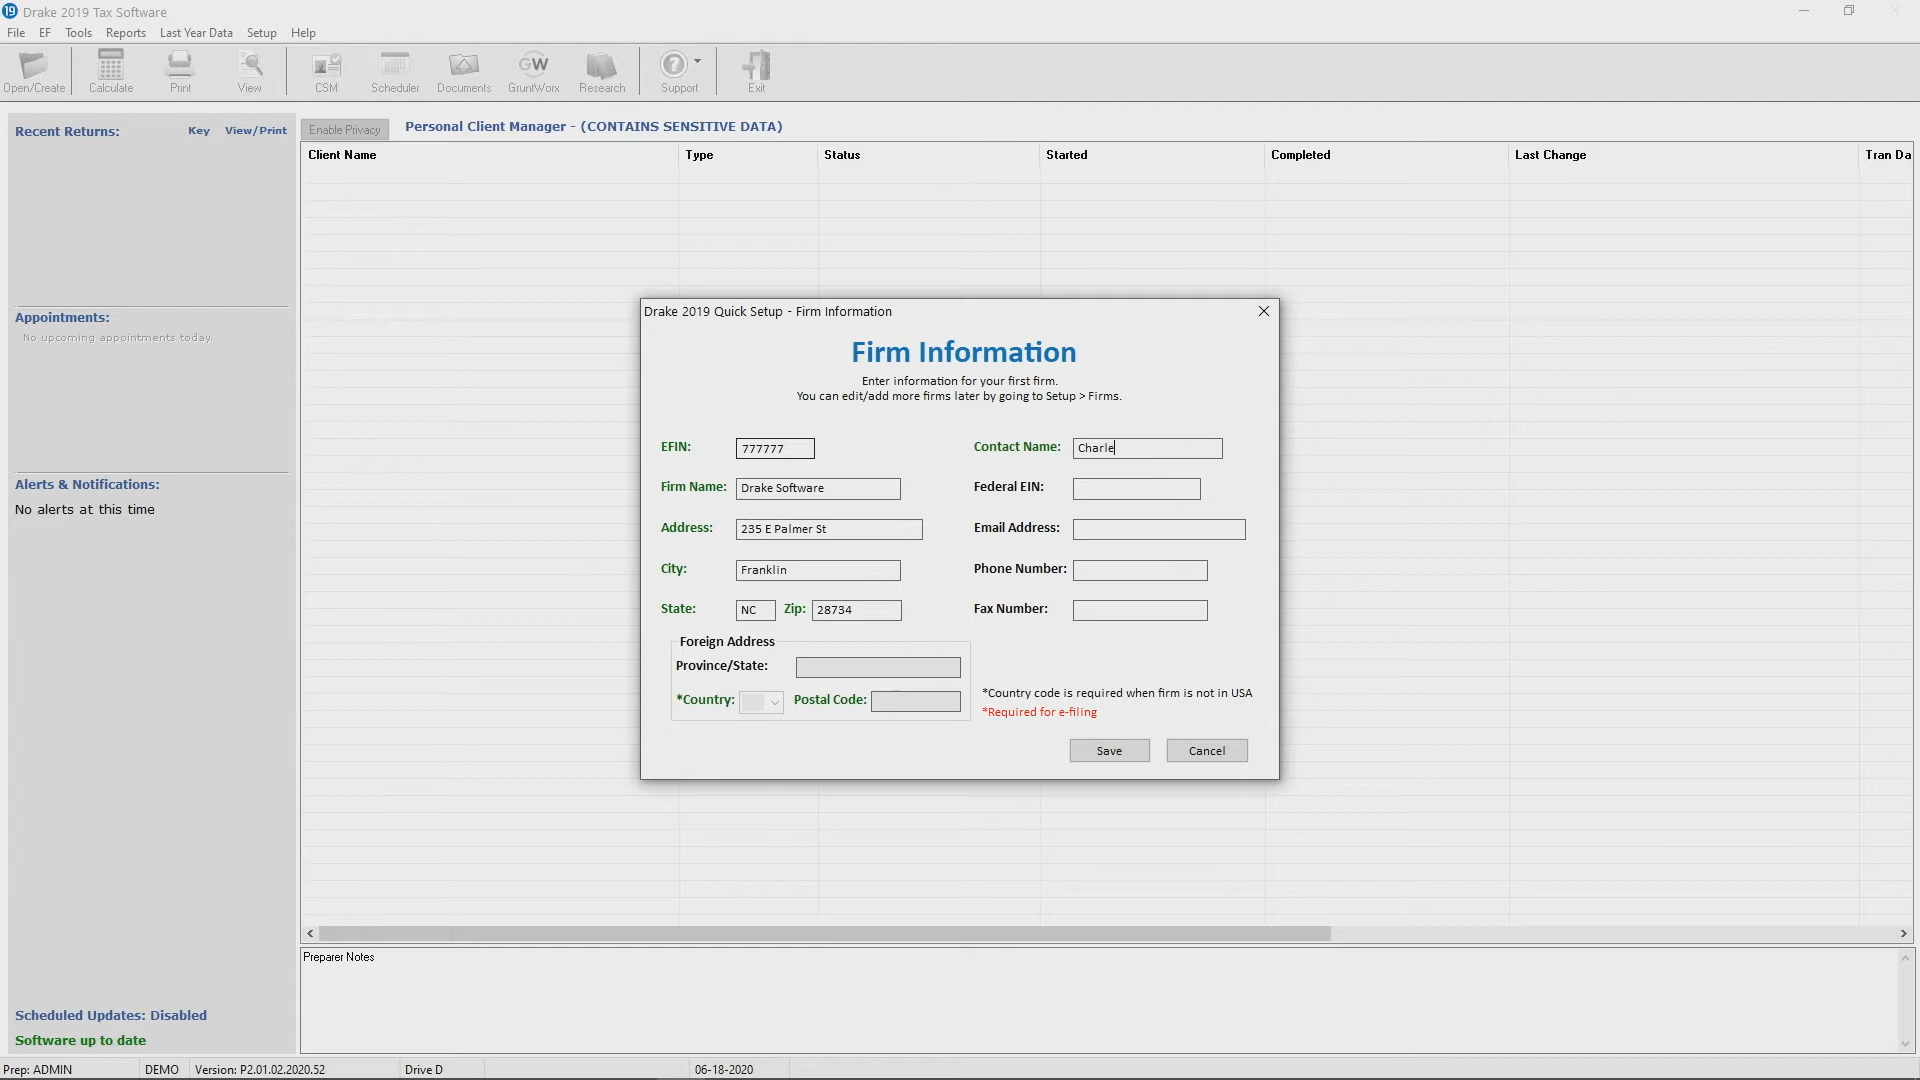 19 Drake 2019 Tax Software
File EF Tools Reports Last Year Data Setup Help
Open/Create Calculate Print View CSM Scheduler Documents GW GruntWorx Research ? Support Exit
Recent Returns: Key View/Print
Enable Privacy Personal Client Manager - (CONTAINS SENSITIVE DATA)
Client Name Type Status Started Completed Last Change Tran Da
Appointments:
No upcoming appointments today.
Alerts & Notifications:
No alerts at this time
Drake 2019 Quick Setup - Firm Information
Firm Information
Enter information for your first firm.
You can edit/add more firms later by going to Setup > Firms.
EFIN: 777777 Contact Name: Charle
Firm Name: Drake Software Federal EIN:
Address: 235 E Palmer St Email Address:
City: Franklin Phone Number:
State: NC Zip: 28734 Fax Number:
Foreign Address
Province/State:
*Country: Postal Code:
*Country code is required when firm is not in USA
*Required for e-filing
Save Cancel
Preparer Notes
Scheduled Updates: Disabled
Software up to date
Prep: ADMIN DEMO Version: P2.01.02.2020.52 Drive D 06-18-2020